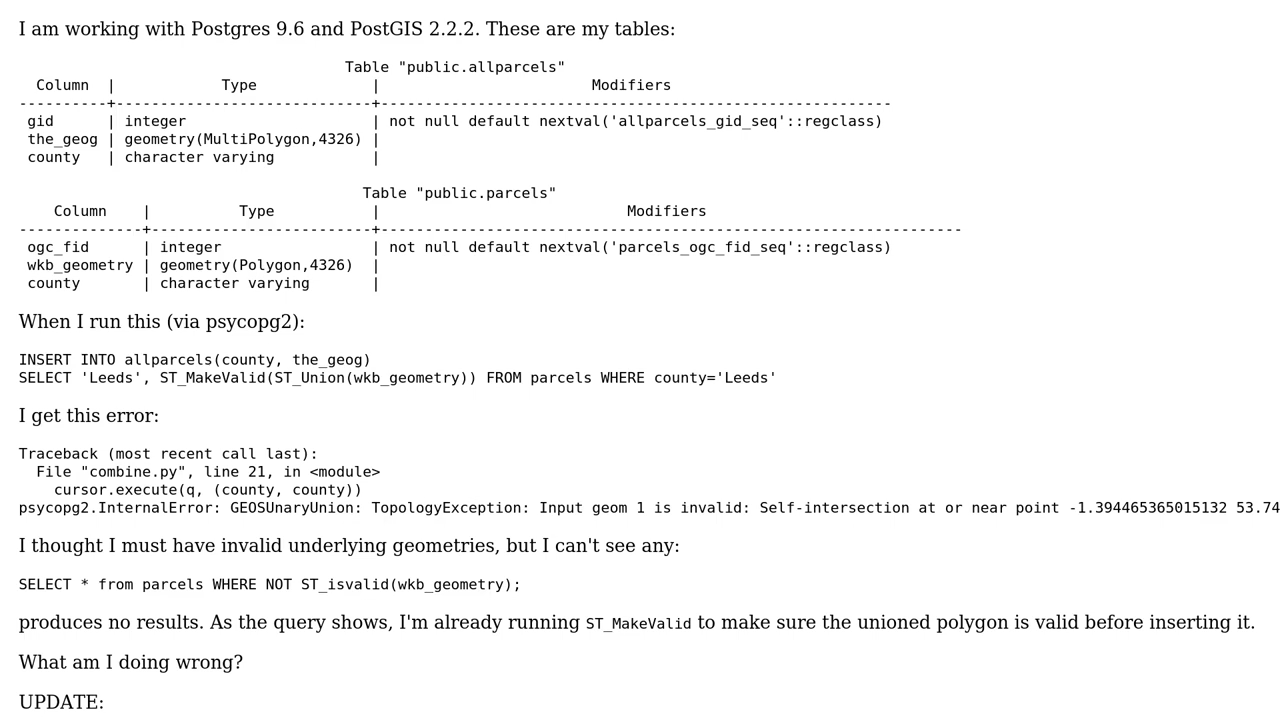 I am working with Postgres 9.6 and PostGIS 2.2.2. These are my tables:
Table "public.allparcels"
Column | Type | Modifiers
----------+----------------------------+----------------------------------------------------------
gid | integer | not null default nextval('allparcels_gid_seq'::regclass)
the_geog | geometry(MultiPolygon,4326) |
county | character varying |
Table "public.parcels"
Column | Type | Modifiers
--------------+-------------------------+------------------------------------------------------------------
ogc_fid | integer | not null default nextval('parcels_ogc_fid_seq'::regclass)
wkb_geometry | geometry(Polygon,4326) |
county | character varying |
When I run this (via psycopg2):
INSERT INTO allparcels(county, the_geog)
SELECT 'Leeds', ST_MakeValid(ST_Union(wkb_geometry)) FROM parcels WHERE county='Leeds'
I get this error:
Traceback (most recent call last):
File "combine.py", line 21, in <module>
cursor.execute(q, (county, county))
psycopg2.InternalError: GEOSUnaryUnion: TopologyException: Input geom 1 is invalid: Self-intersection at or near point -1.394465365015132 53.74
I thought I must have invalid underlying geometries, but I can't see any:
SELECT * from parcels WHERE NOT ST_isvalid(wkb_geometry);
produces no results. As the query shows, I'm already running ST_MakeValid to make sure the unioned polygon is valid before inserting it.
What am I doing wrong?
UPDATE: